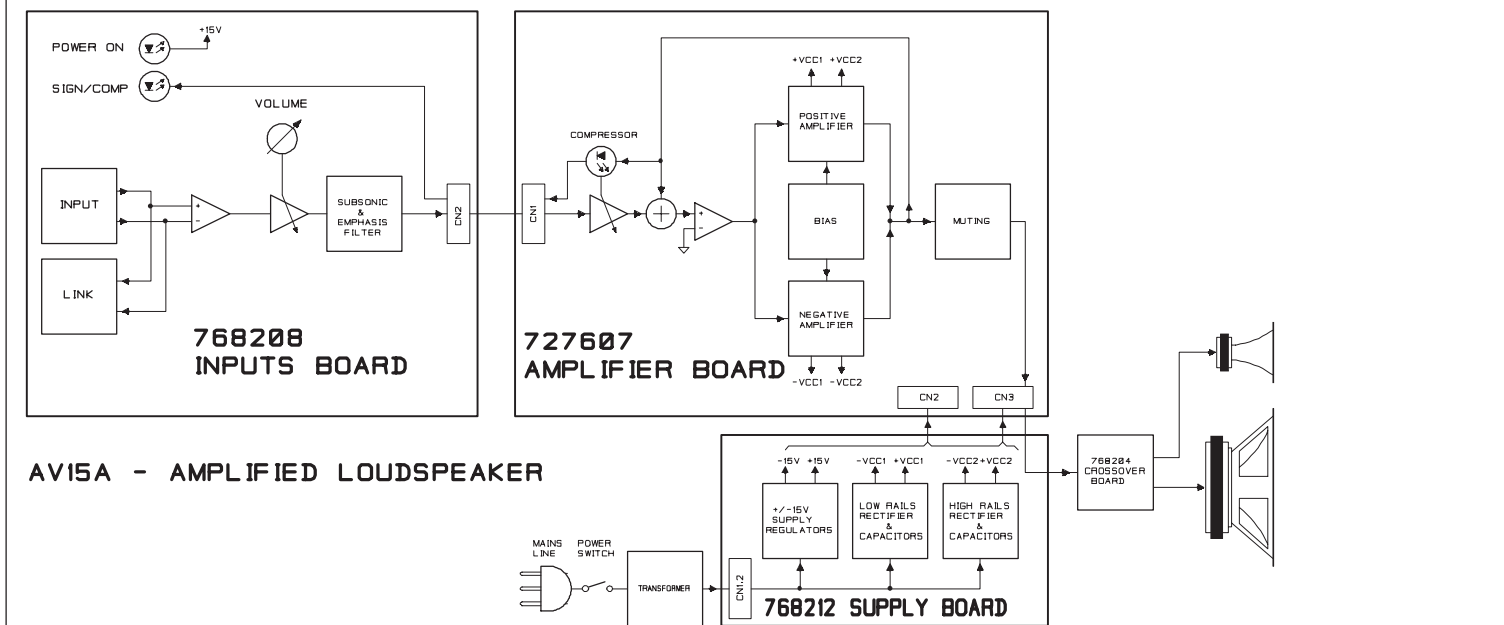 POWER ON
+15V
SIGN/COMP
VOLUME
INPUT
LINK
+
-
SUBSONIC
&
EMPHASIS
FILTER
CN2
768208
INPUTS BOARD
CN1
COMPRESSOR
+
-
+VCC1 +VCC2
POSITIVE
AMPLIFIER
BIAS
NEGATIVE
AMPLIFIER
-VCC1 -VCC2
MUTING
727607
AMPLIFIER BOARD
CN2
CN3
AV15A - AMPLIFIED LOUDSPEAKER
-15V +15V
-VCC1 +VCC1
-VCC2+VCC2
+/-15V
SUPPLY
REGULATORS
LOW RAILS
RECTIFIER
&
CAPACITORS
HIGH RAILS
RECTIFIER
&
CAPACITORS
768204
CROSSOVER
BOARD
MAINS
LINE
POWER
SWITCH
TRANSFORMER
CN1.2
768212 SUPPLY BOARD